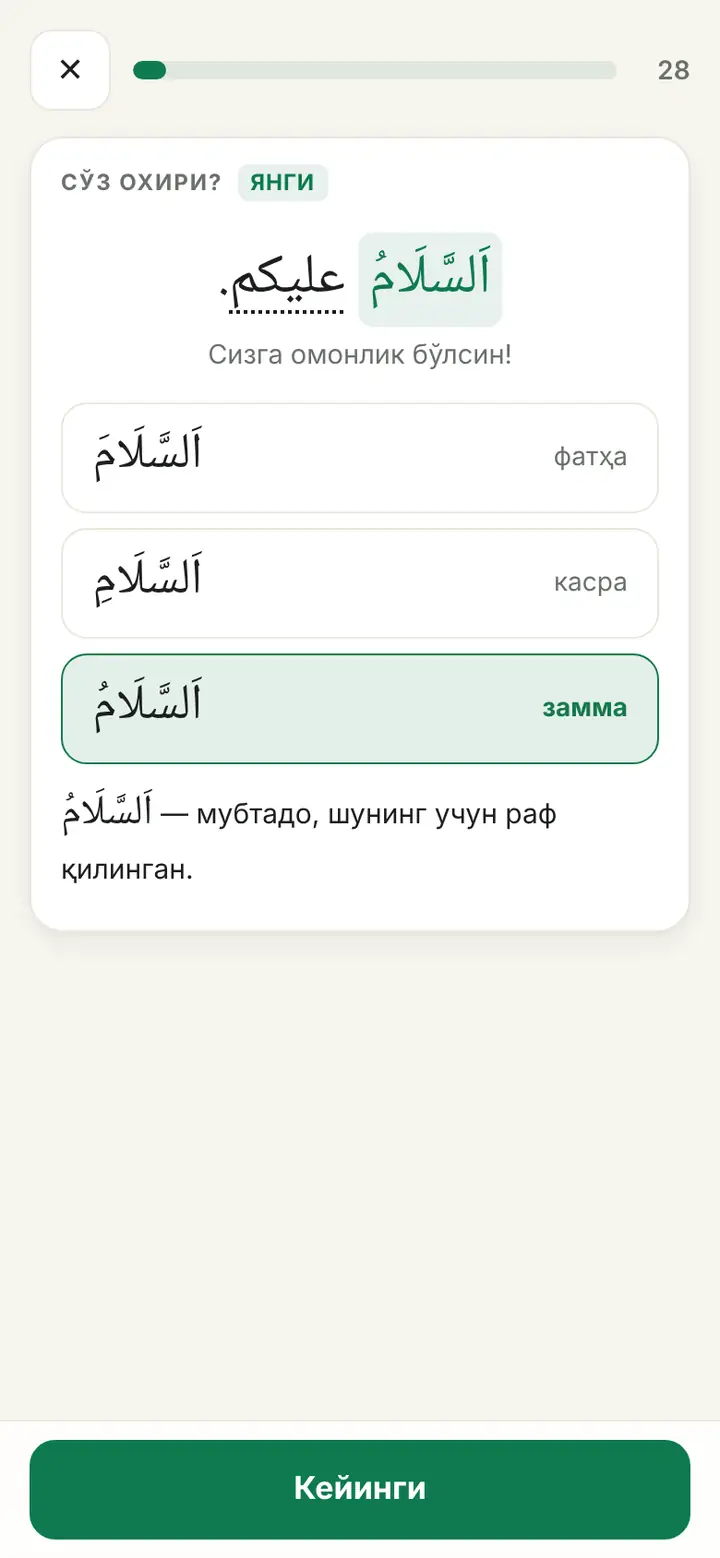 28
СЎЗ ОХИРИ? ЯНГИ
اَلسَّلَامُ عليكم.
Сизга омонлик бўлсин!
اَلسَّلَامَ фатҳа
اَلسَّلَامِ касра
اَلسَّلَامُ замма
اَلسَّلَامُ — мубтадо, шунинг учун раф
қилинган.
Кейинги